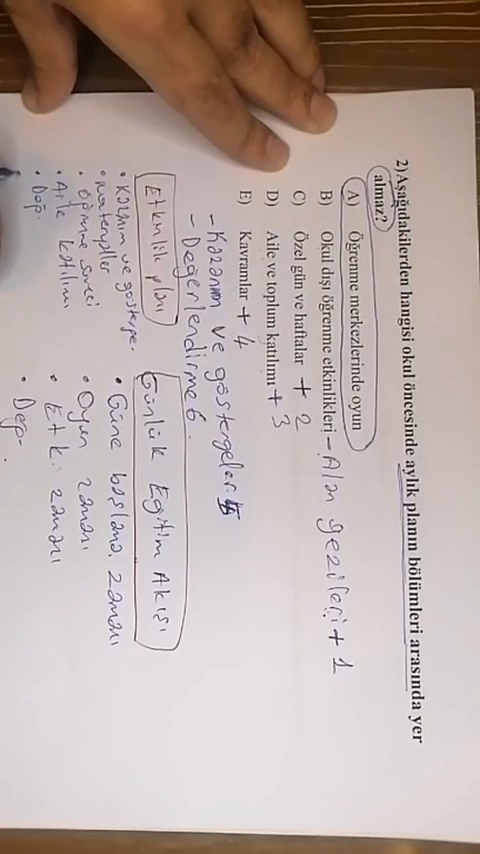 2) Aşağıdakilerden hangisi okul öncesinde aylık planın bölümleri arasında yer
almaz?
A) Öğrenme merkezlerinde oyun
B) Okul dışı öğrenme etkinlikleri - Alan gezileri + 1
C) Özel gün ve haftalar + 2
D) Aile ve toplum katılımı + 3
E) Kavramlar + 4
- Kazanım ve göstergeler 5
- Değerlendirme 6.
Etkinlik planı
• Kazanım ve gösterge.
• Materyaller
• Öğrenme süreci
• Aile katılımı
• Değ.
Günlük Eğitim Akışı
• Güne başlama zamanı
• Oyun zamanı
• Etk. zamanı
• Değ.